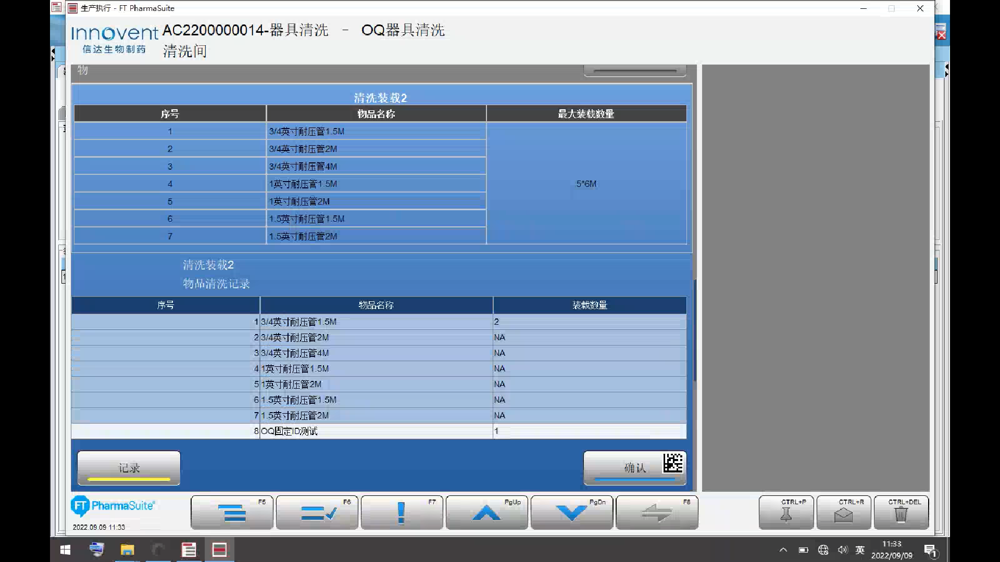 生产执行 - FT PharmaSuite
Innovent
信达生物制药
AC2200000014-器具清洗 - OQ器具清洗
清洗间
物
清洗装载2
序号 物品名称 最大装载数量
1 3/4英寸耐压管1.5M
2 3/4英寸耐压管2M
3 3/4英寸耐压管4M
4 1英寸耐压管1.5M 5*6M
5 1英寸耐压管2M
6 1.5英寸耐压管1.5M
7 1.5英寸耐压管2M
清洗装载2
物品清洗记录
序号 物品名称 装载数量
1 3/4英寸耐压管1.5M 2
2 3/4英寸耐压管2M NA
3 3/4英寸耐压管4M NA
4 1英寸耐压管1.5M NA
5 1英寸耐压管2M NA
6 1.5英寸耐压管1.5M NA
7 1.5英寸耐压管2M NA
8 OQ固定ID测试 1
记录 确认
FT PharmaSuite
F5 F6 F7 PgUp PgDn F8 CTRL+P CTRL+R CTRL+DEL
2022.09.09 11:33
英 11:33
2022/09/09
1